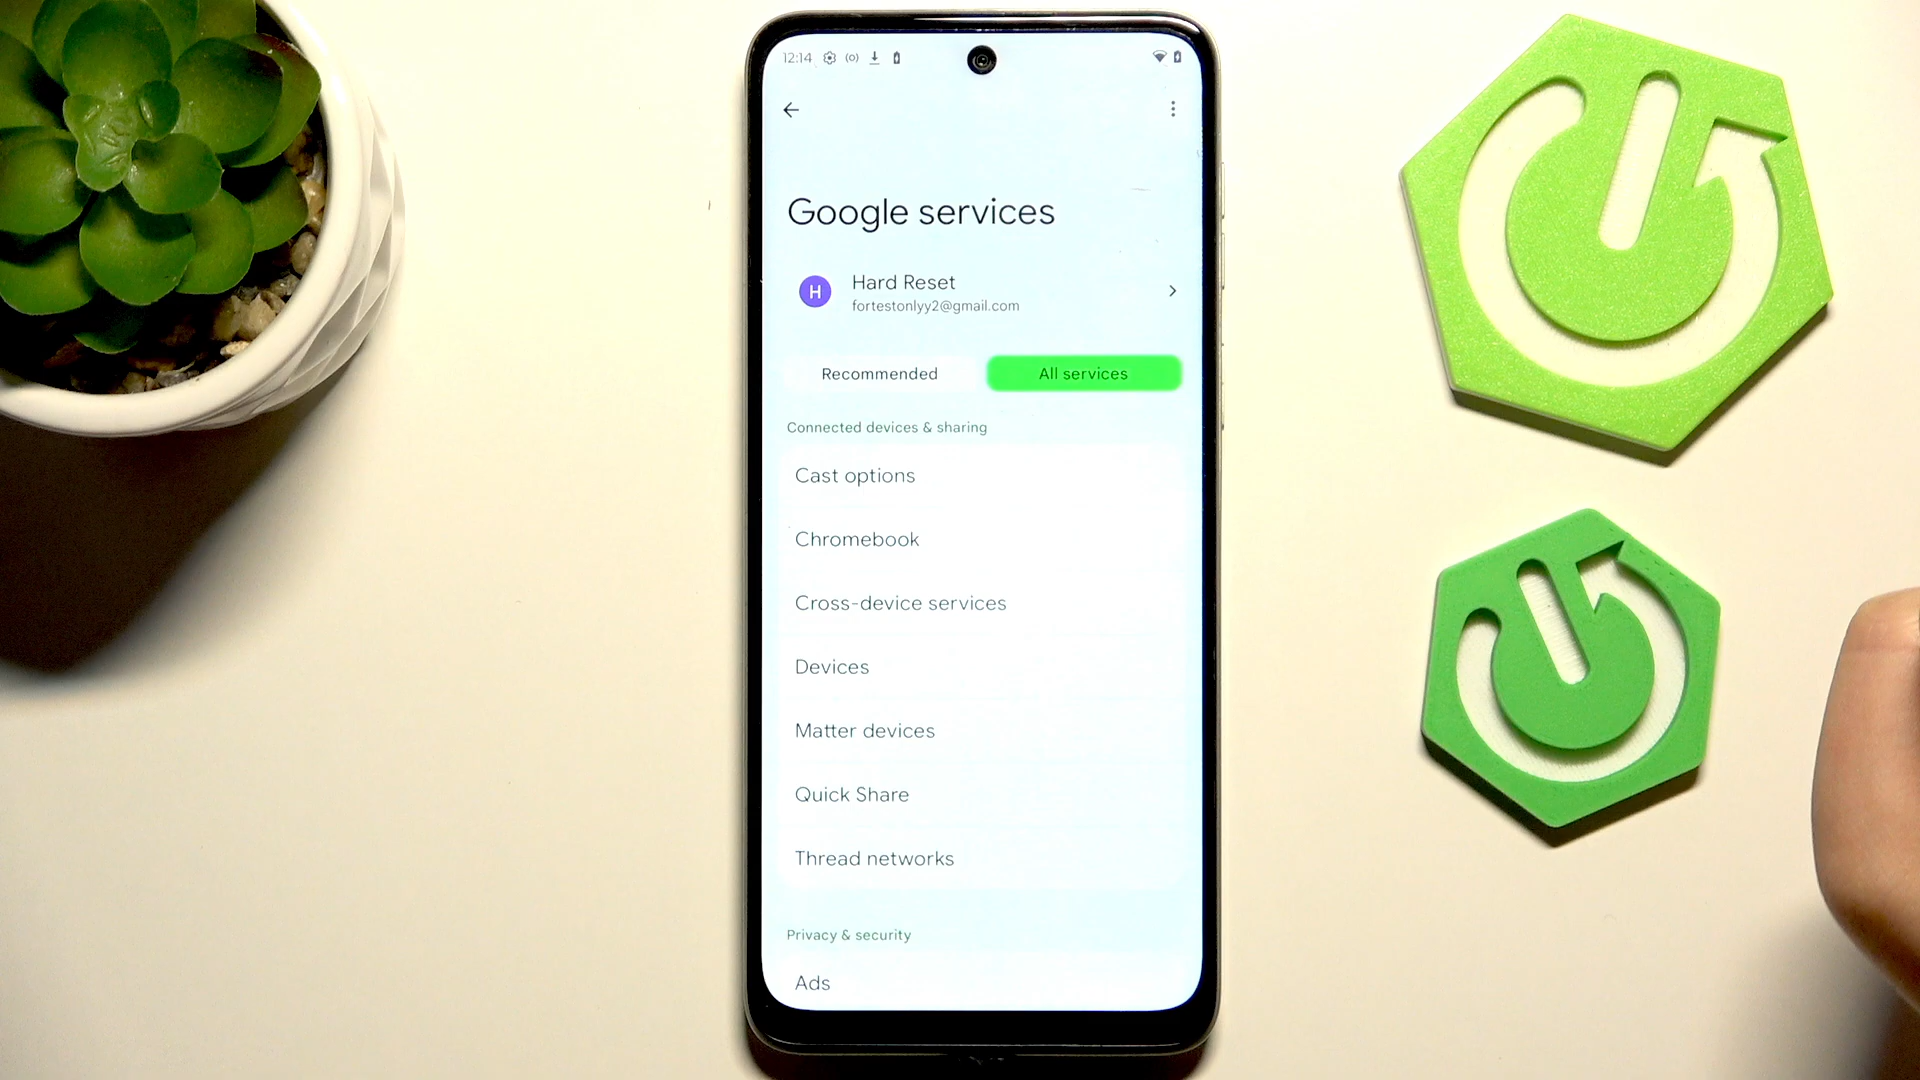 12:14
Google services
H
Hard Reset
fortestonlyy2@gmail.com
Recommended
All services
Connected devices & sharing
Cast options
Chromebook
Cross-device services
Devices
Matter devices
Quick Share
Thread networks
Privacy & security
Ads